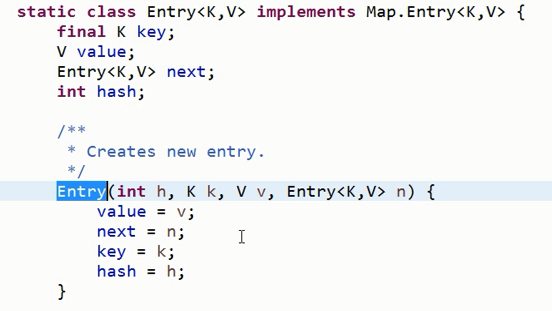 static class Entry<K,V> implements Map.Entry<K,V> {
final K key;
V value;
Entry<K,V> next;
int hash;
/**
* Creates new entry.
*/
Entry(int h, K k, V v, Entry<K,V> n) {
value = v;
next = n;
key = k;
hash = h;
}